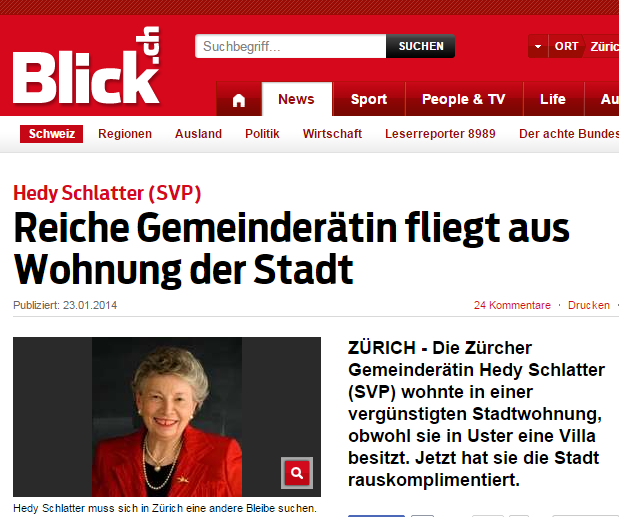 Blick.ch
Suchbegriff... SUCHEN ORT Züric
News Sport People & TV Life Au
Schweiz Regionen Ausland Politik Wirtschaft Leserreporter 8989 Der achte Bundes
Hedy Schlatter (SVP)
Reiche Gemeinderätin fliegt aus
Wohnung der Stadt
Publiziert: 23.01.2014 24 Kommentare · Drucken ·
ZÜRICH - Die Zürcher
Gemeinderätin Hedy Schlatter
(SVP) wohnte in einer
vergünstigten Stadtwohnung,
obwohl sie in Uster eine Villa
besitzt. Jetzt hat sie die Stadt
rauskomplimentiert.
Hedy Schlatter muss sich in Zürich eine andere Bleibe suchen.